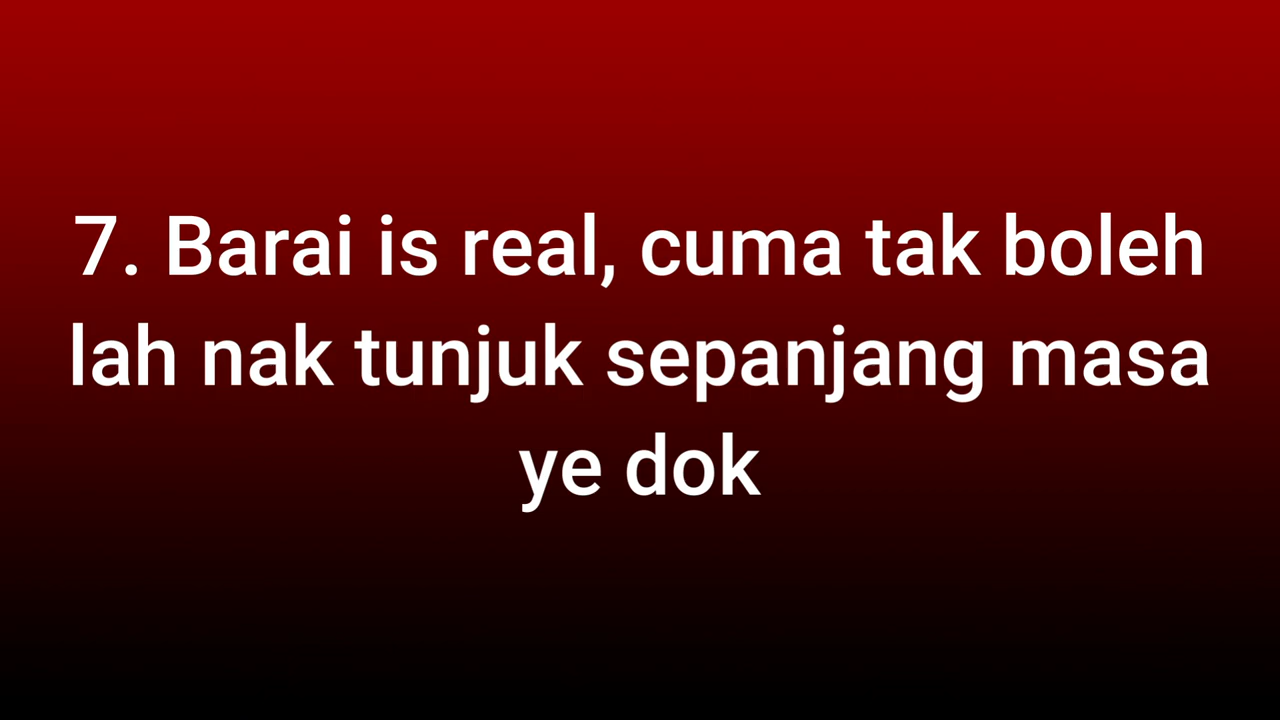 7. Barai is real, cuma tak boleh
lah nak tunjuk sepanjang masa
ye dok